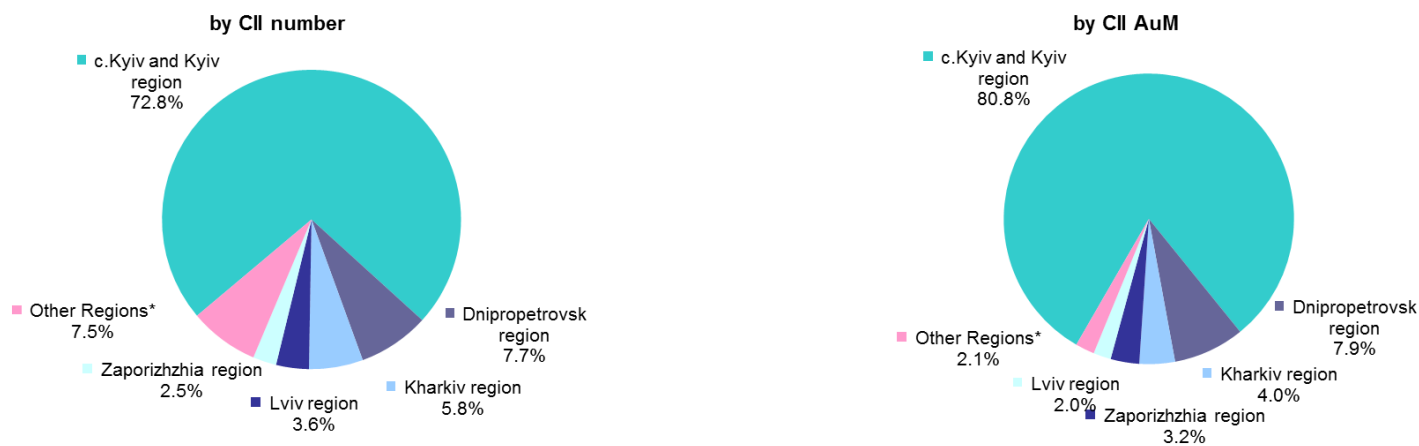 by CII number
c.Kyiv and Kyiv
region
72.8%
Dnipropetrovsk
region
7.7%
Kharkiv region
5.8%
Lviv region
3.6%
Zaporizhzhia region
2.5%
Other Regions*
7.5%
by CII AuM
c.Kyiv and Kyiv
region
80.8%
Dnipropetrovsk
region
7.9%
Kharkiv region
4.0%
Zaporizhzhia region
3.2%
Lviv region
2.0%
Other Regions*
2.1%